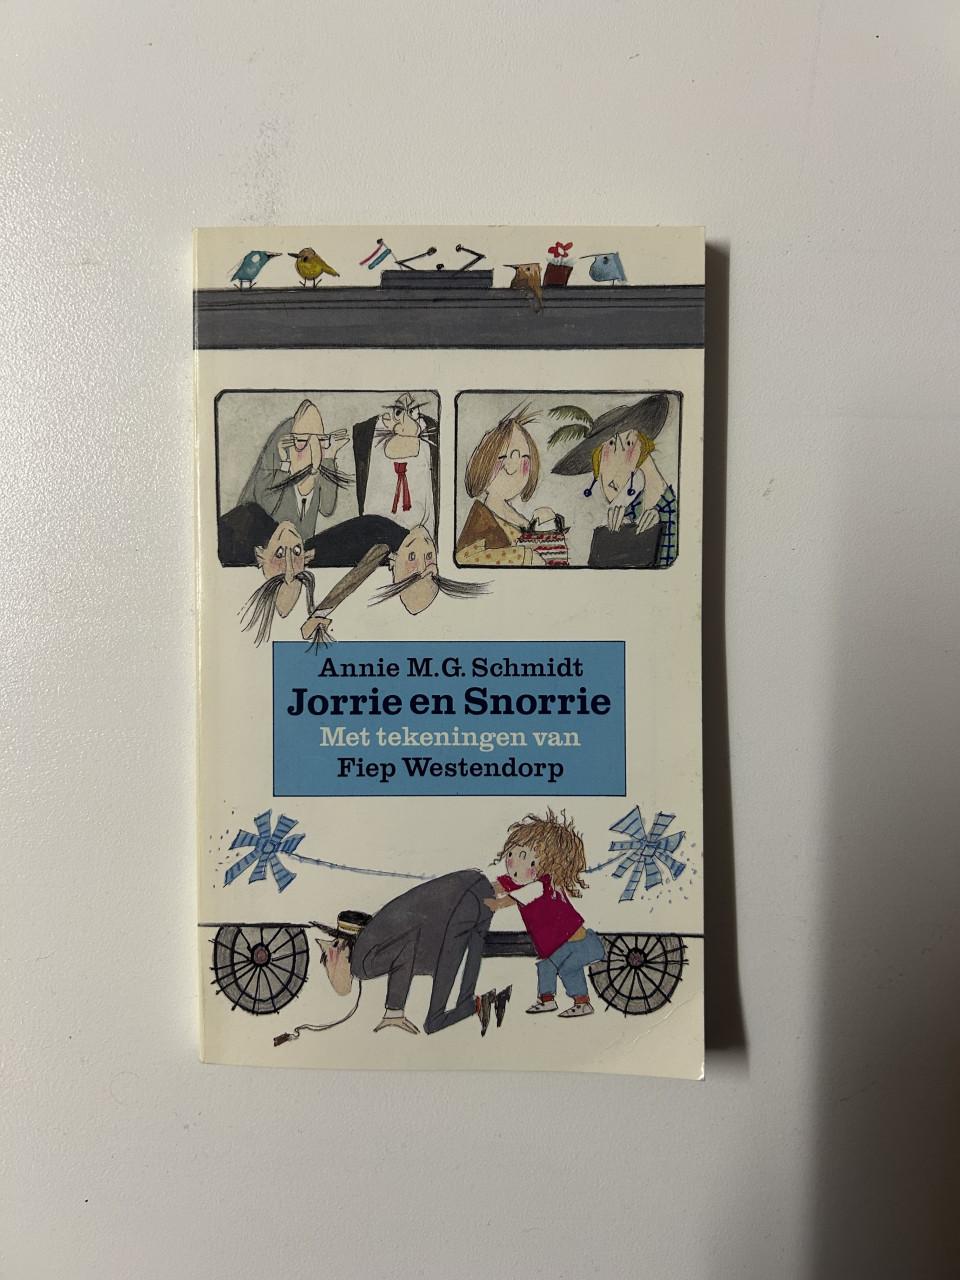 Annie M.G. Schmidt
Jorrie en Snorrie
Met tekeningen van
Fiep Westendorp